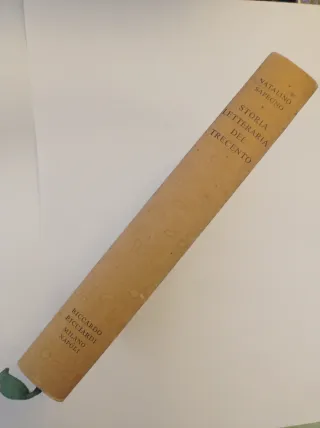 NATALINO
SAPEGNO
STORIA
LETTERARIA
DEL
TRECENTO
RICCARDO
RICCIARDI
MILANO
NAPOLI